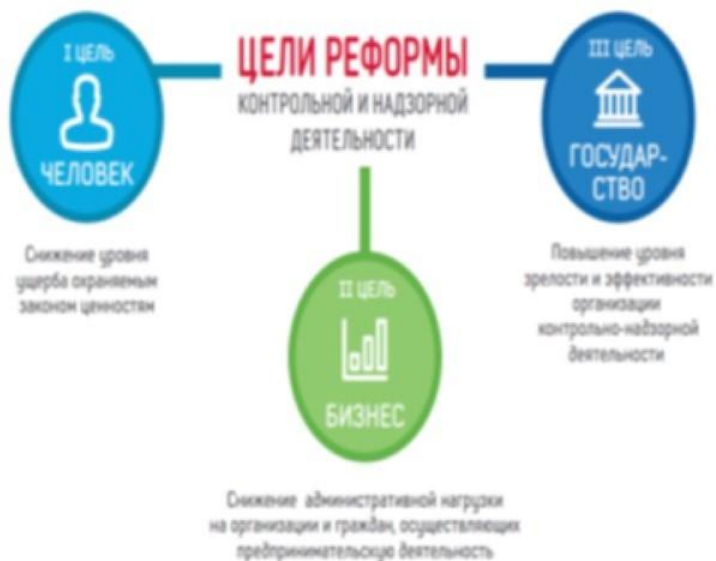 ЦЕЛИ РЕФОРМЫ
КОНТРОЛЬНОЙ И НАДЗОРНОЙ
ДЕЯТЕЛЬНОСТИ
I ЦЕЛЬ
ЧЕЛОВЕК
Снижение уровня
ущерба охраняемым
законом ценностям
II ЦЕЛЬ
БИЗНЕС
Снижение административной нагрузки
на организации и граждан, осуществляющих
предпринимательскую деятельность
III ЦЕЛЬ
ГОСУДАР-
СТВО
Повышение уровня
зрелости и эффективности
организации
контрольно-надзорной
деятельности